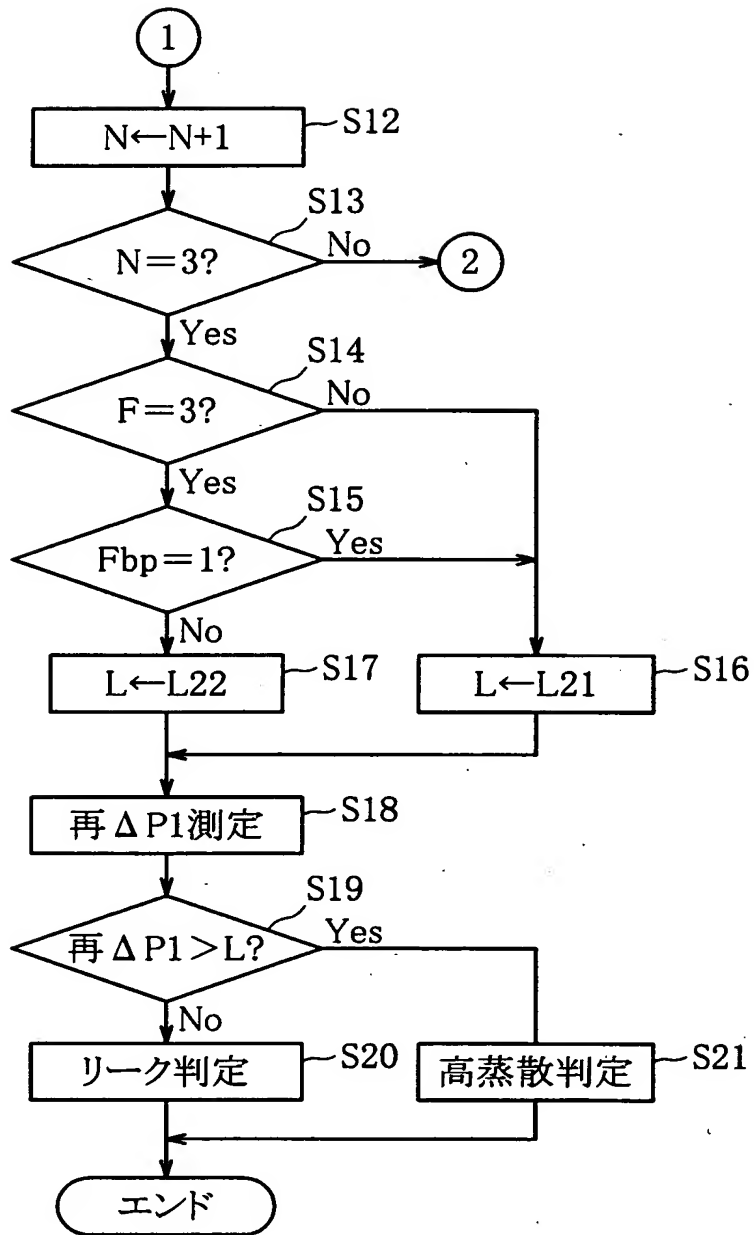 1
N←N+1
S12
N=3?
S13
No
2
Yes
F=3?
S14
No
Yes
Fbp=1?
S15
Yes
No
L←L22
S17
L←L21
S16
再ΔP1測定
S18
再ΔP1>L?
S19
Yes
No
リーク判定
S20
高蒸散判定
S21
エンド